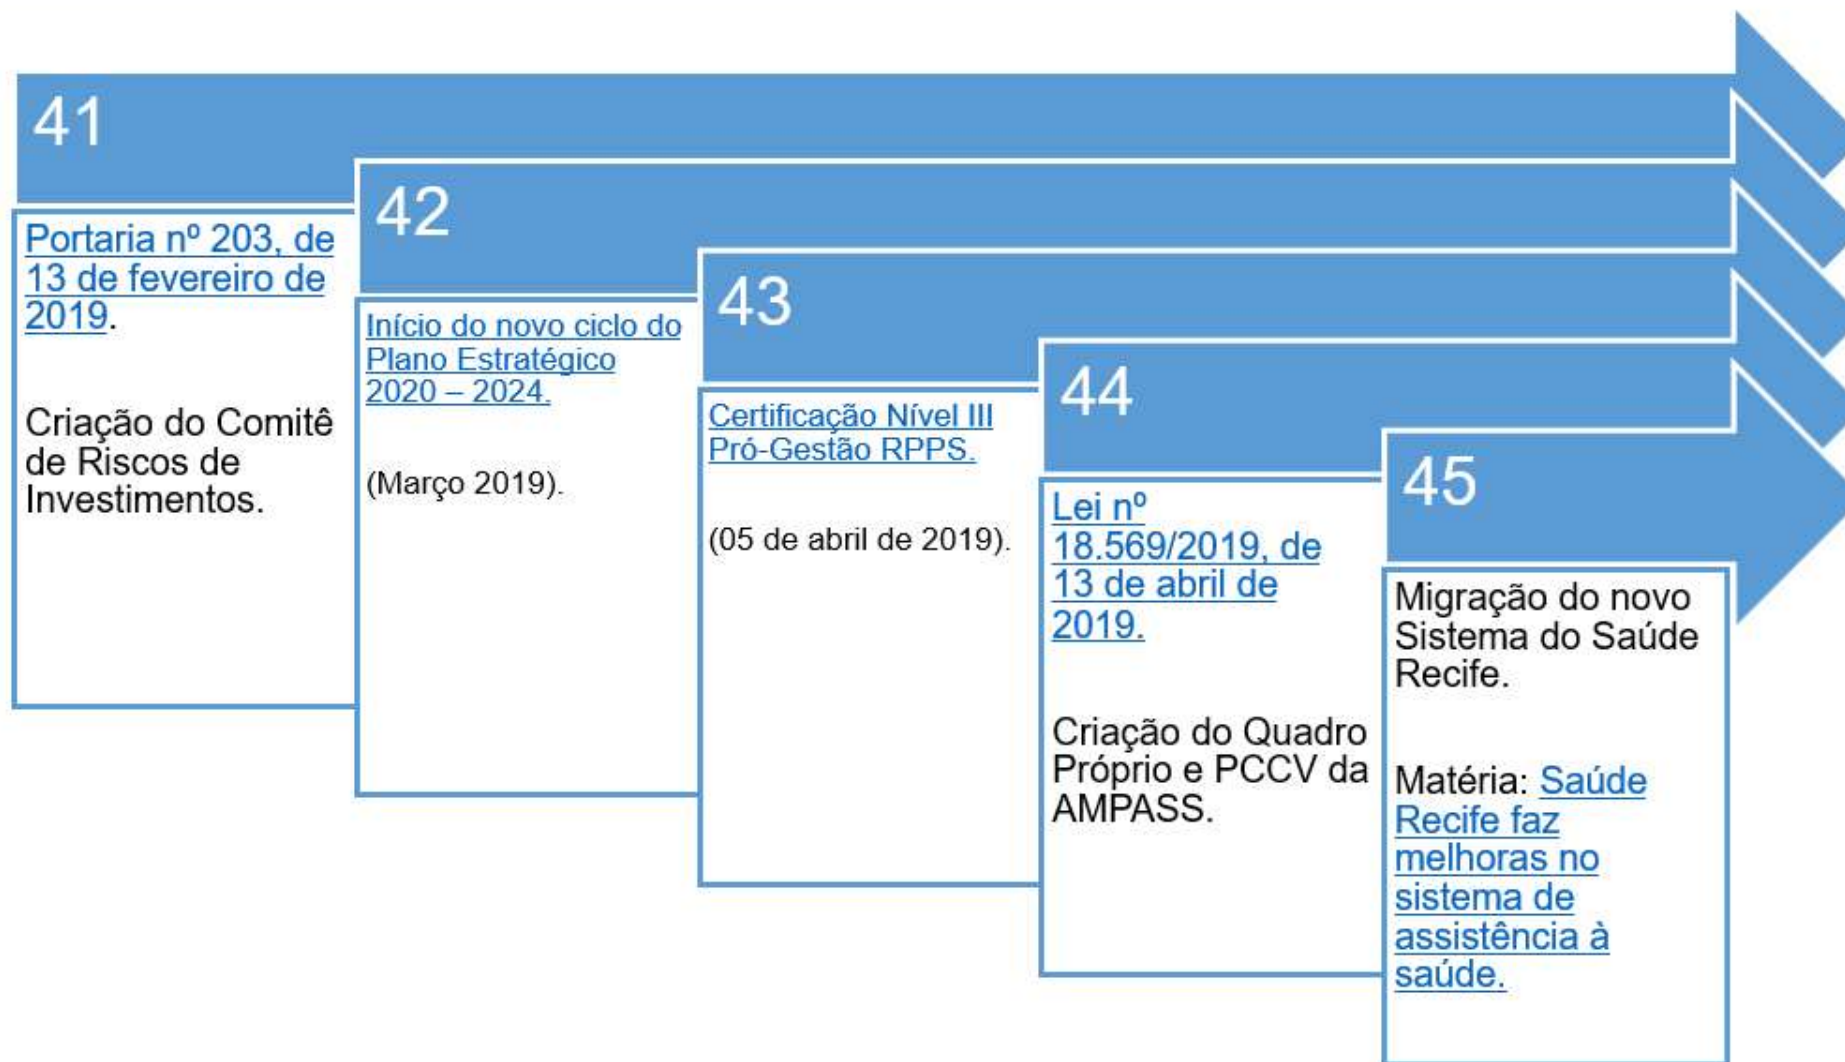 41
Portaria nº 203, de
13 de fevereiro de
2019.
Criação do Comitê
de Riscos de
Investimentos.
42
Início do novo ciclo do
Plano Estratégico
2020 – 2024.
(Março 2019).
43
Certificação Nível III
Pró-Gestão RPPS.
(05 de abril de 2019).
44
Lei nº
18.569/2019, de
13 de abril de
2019.
Criação do Quadro
Próprio e PCCV da
AMPASS.
45
Migração do novo
Sistema do Saúde
Recife.
Matéria: Saúde
Recife faz
melhoras no
sistema de
assistência à
saúde.